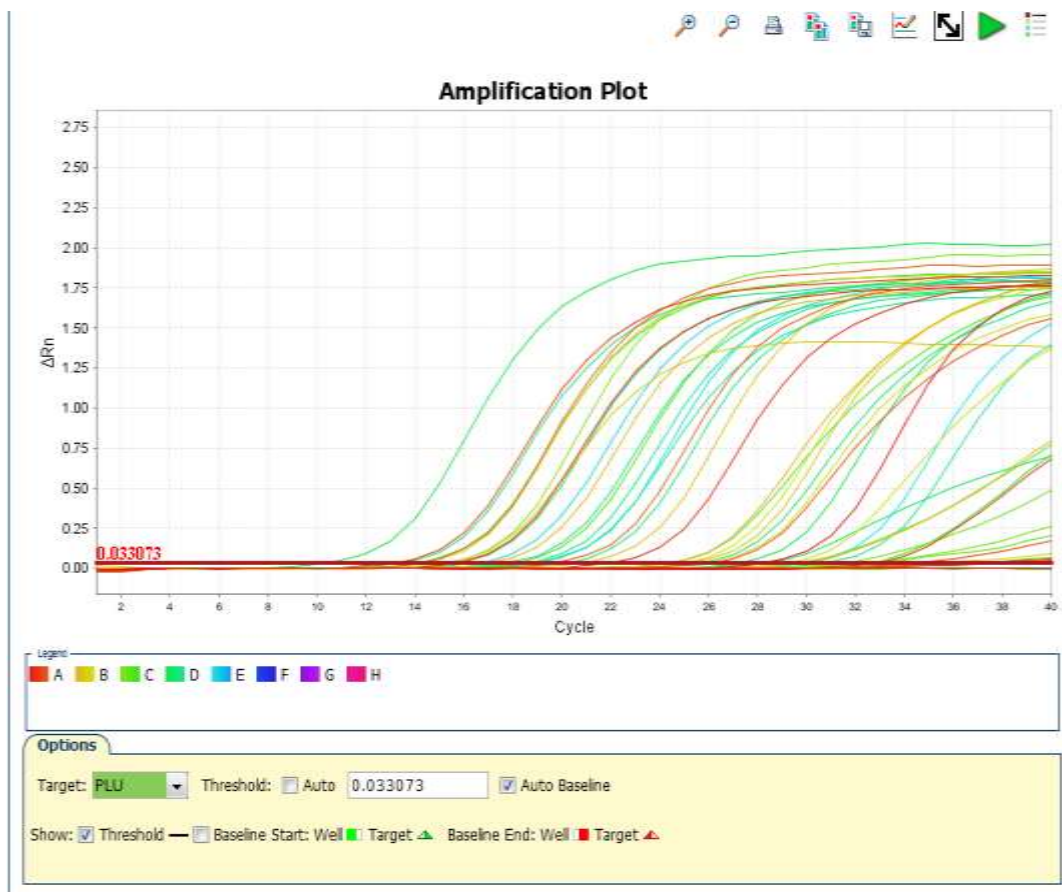 Amplification Plot
2.75
2.50
2.25
2.00
1.75
1.50
1.25
1.00
0.75
0.50
0.25
0.00
ΔRn
0.033073
2 4 6 8 10 12 14 16 18 20 22 24 26 28 30 32 34 36 38 40
Cycle
Legend
A B C D E F G H
Options
Target: PLU Threshold: Auto 0.033073 Auto Baseline
Show: Threshold Baseline Start: Well Target Baseline End: Well Target